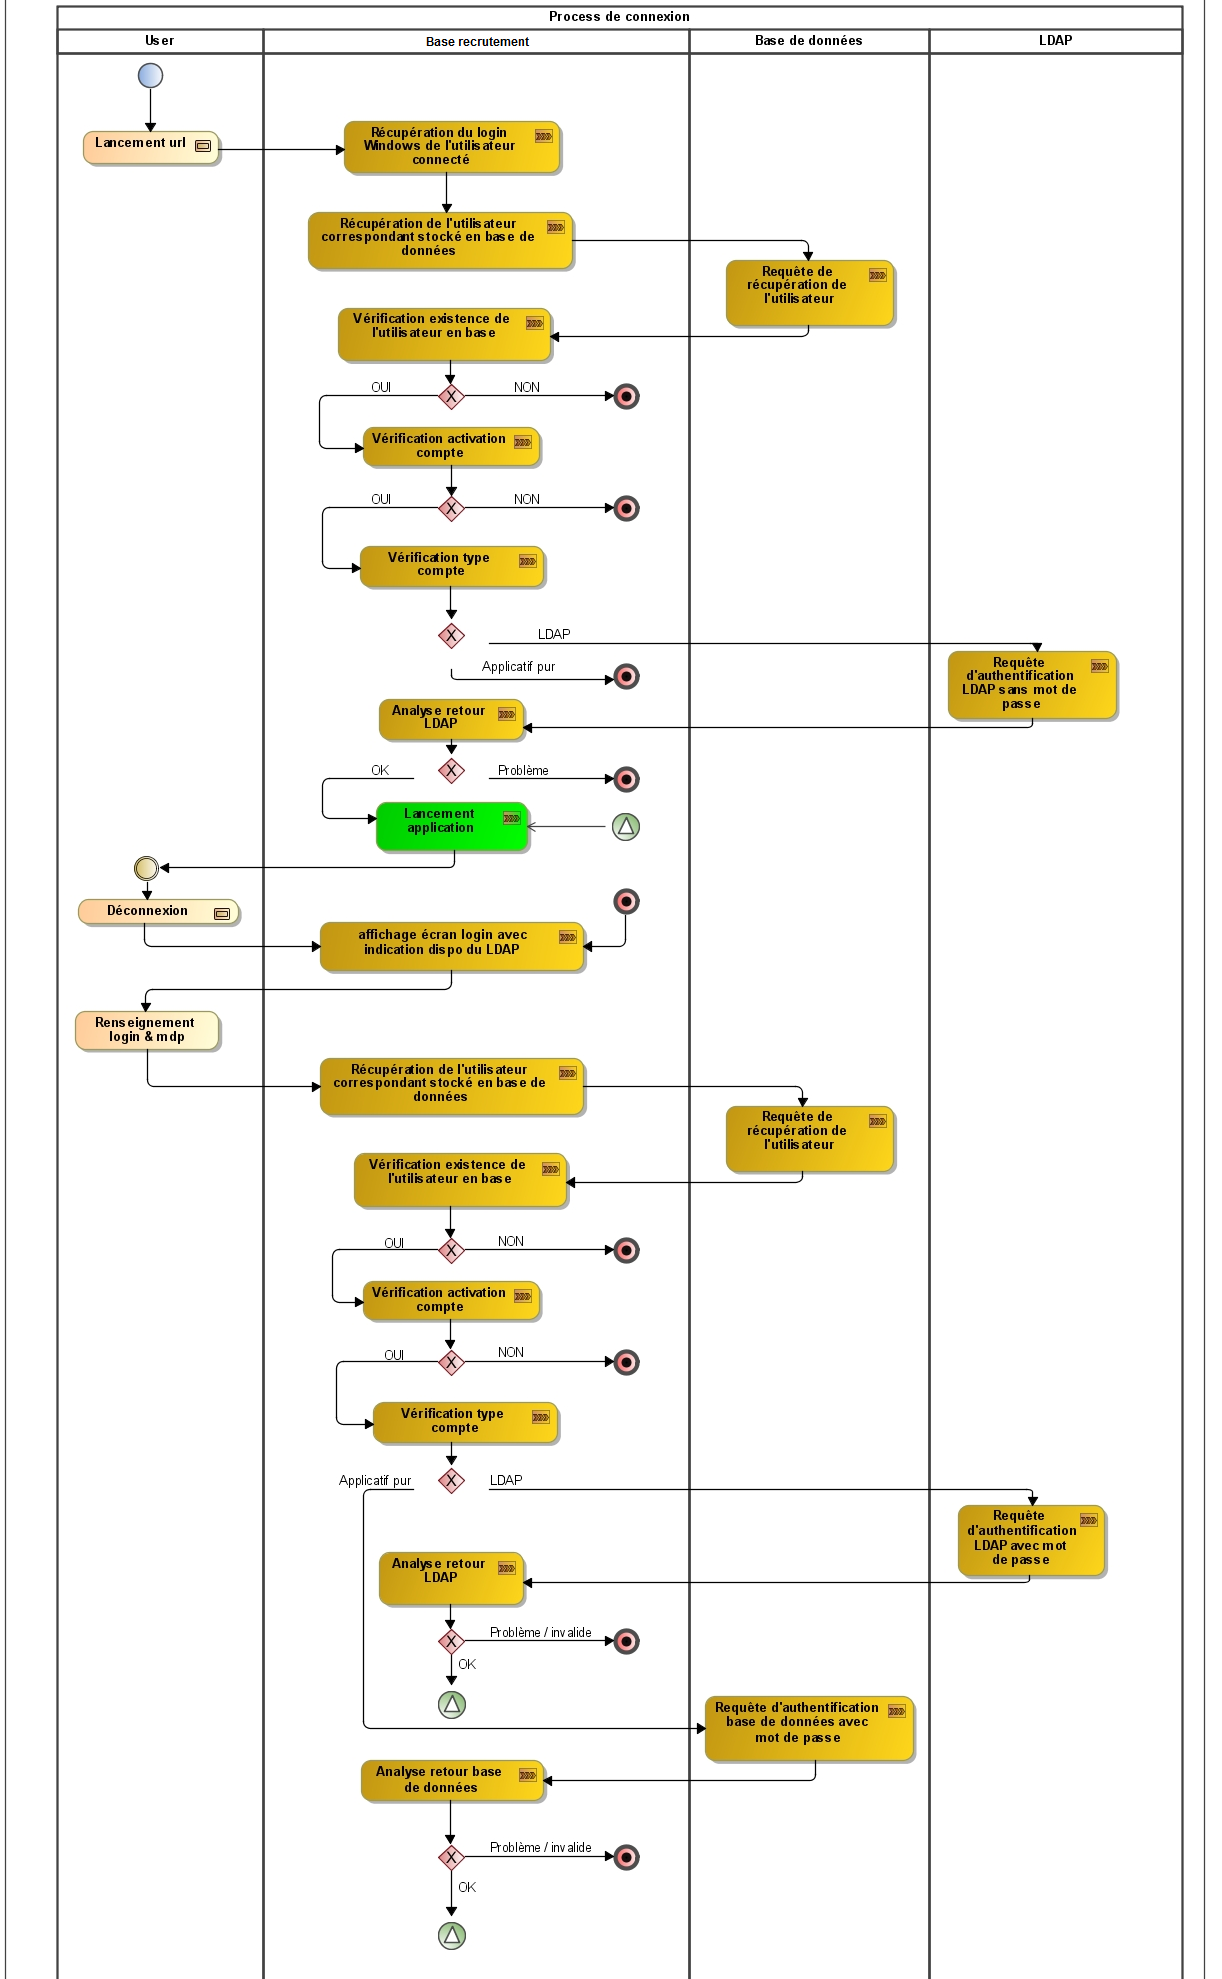 Process de connexion
User
Base recrutement
Base de données
LDAP
Lancement url
Récupération du login
Windows de l'utilisateur
connecté
Récupération de l'utilisateur
correspondant stocké en base de
données
Requête de
récupération de
l'utilisateur
Vérification existence de
l'utilisateur en base
OUI
X
NON
Vérification activation
compte
OUI
X
NON
Vérification type
compte
X
LDAP
Applicatif pur
Requête
d'authentification
LDAP sans mot de
passe
Analyse retour
LDAP
OK
X
Problème
Lancement
application
Déconnexion
affichage écran login avec
indication dispo du LDAP
Renseignement
login & mdp
Récupération de l'utilisateur
correspondant stocké en base de
données
Requête de
récupération de
l'utilisateur
Vérification existence de
l'utilisateur en base
OUI
X
NON
Vérification activation
compte
OUI
X
NON
Vérification type
compte
Applicatif pur
X
LDAP
Requête
d'authentification
LDAP avec mot
de passe
Analyse retour
LDAP
X
Problème / invalide
OK
Requête d'authentification
base de données avec
mot de passe
Analyse retour base
de données
X
Problème / invalide
OK